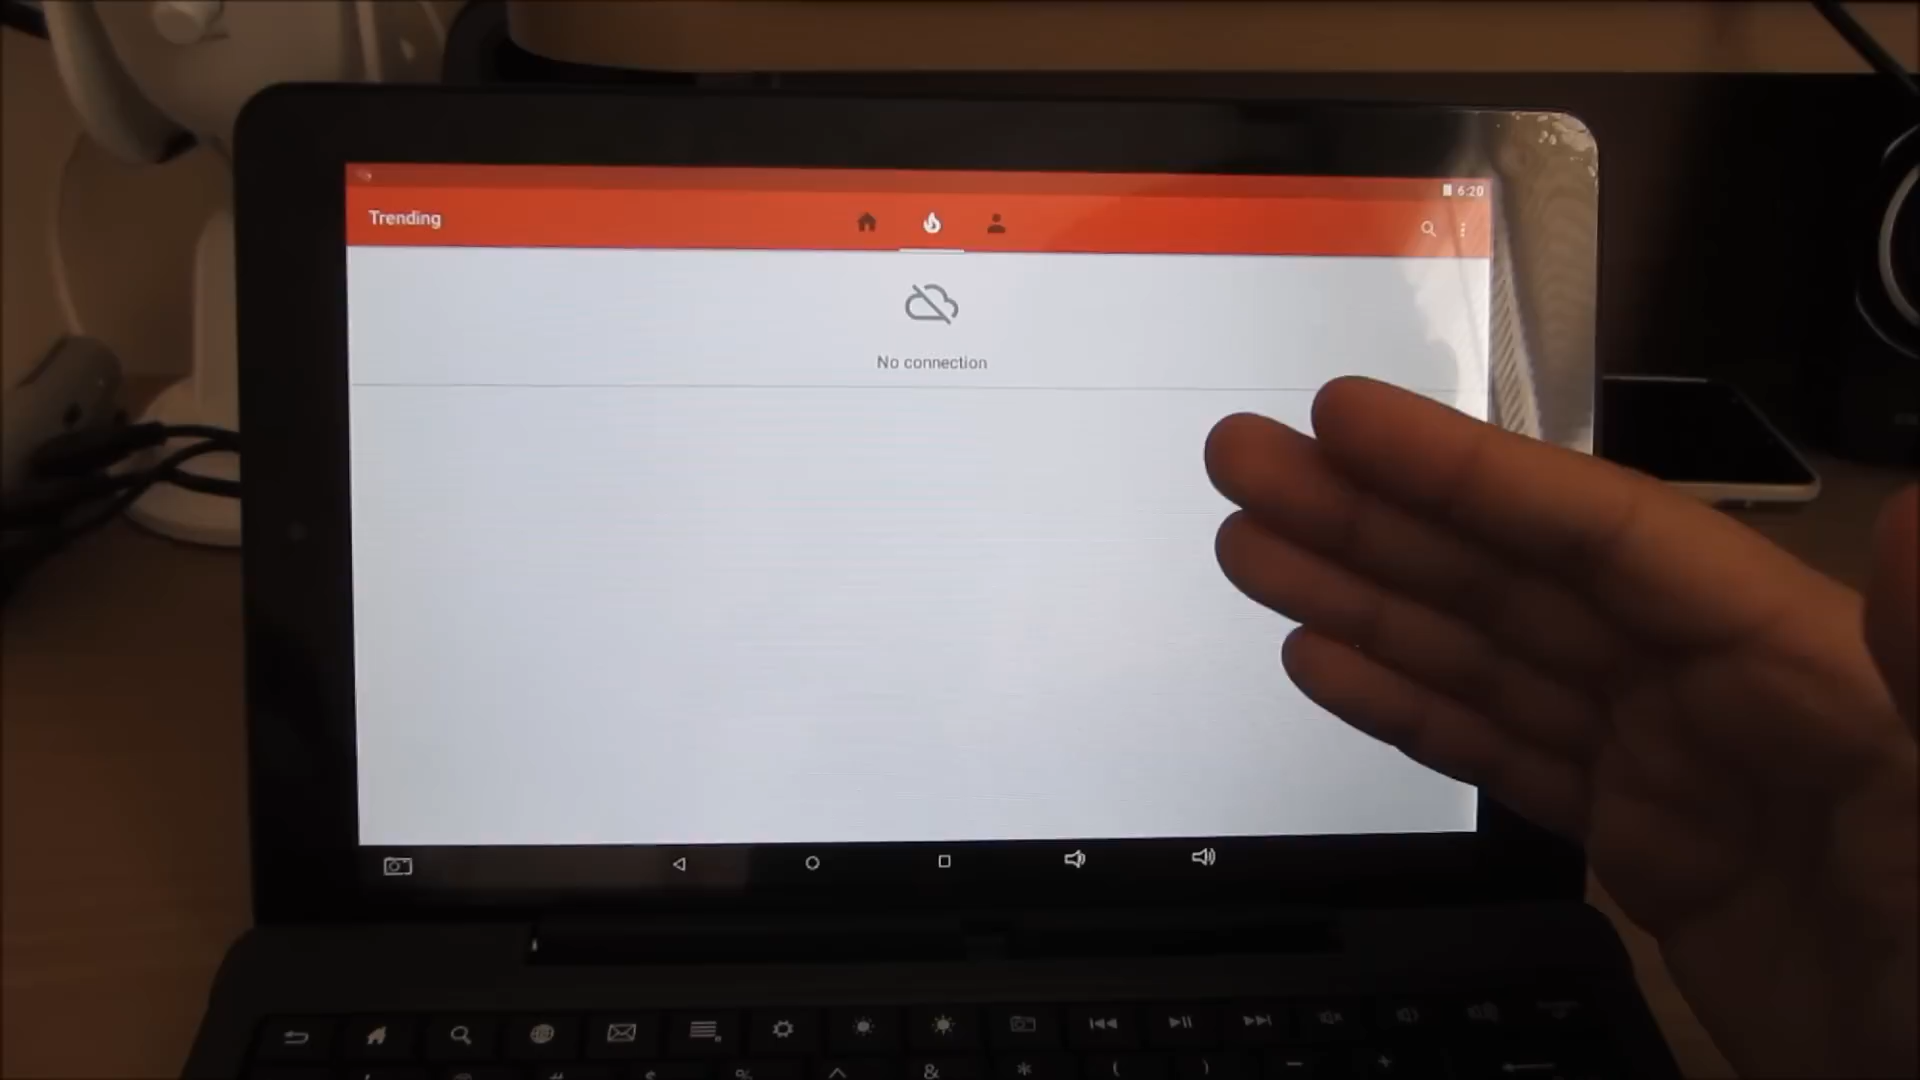 6:20
Trending
No connection
# $ % ^ & * ( ) - +